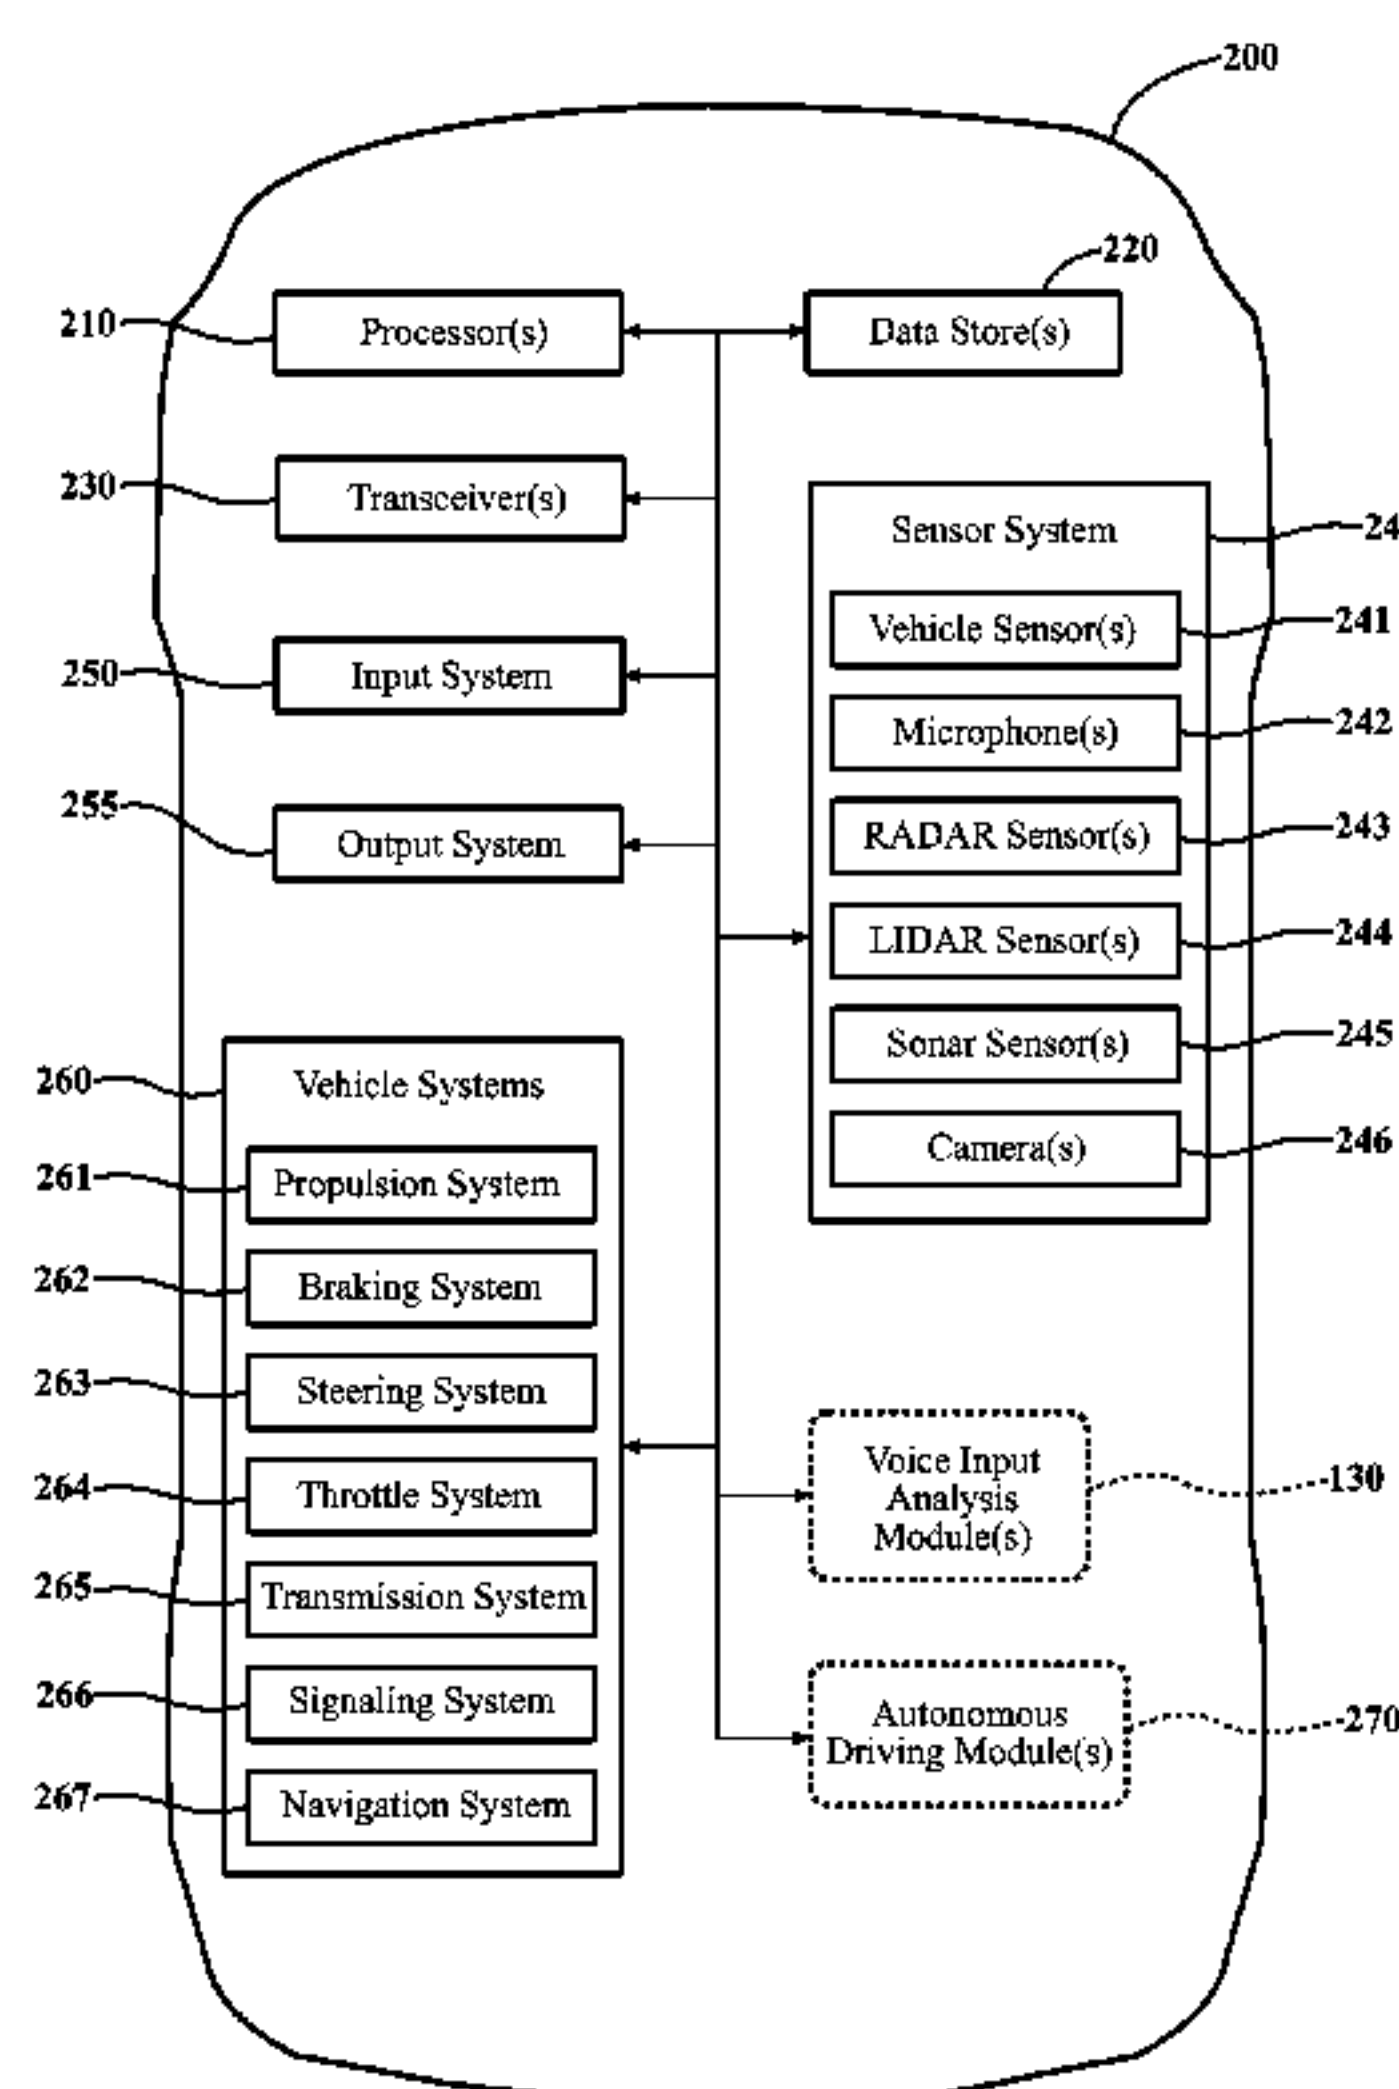 200
220
210
Processor(s)
Data Store(s)
230
Transceiver(s)
Sensor System
24
Vehicle Sensor(s)
241
250
Input System
Microphone(s)
242
255
Output System
RADAR Sensor(s)
243
LIDAR Sensor(s)
244
Sonar Sensor(s)
245
Camera(s)
246
260
Vehicle Systems
261
Propulsion System
262
Braking System
263
Steering System
264
Throttle System
265
Transmission System
266
Signaling System
267
Navigation System
Voice Input
Analysis
Module(s)
130
Autonomous
Driving Module(s)
270